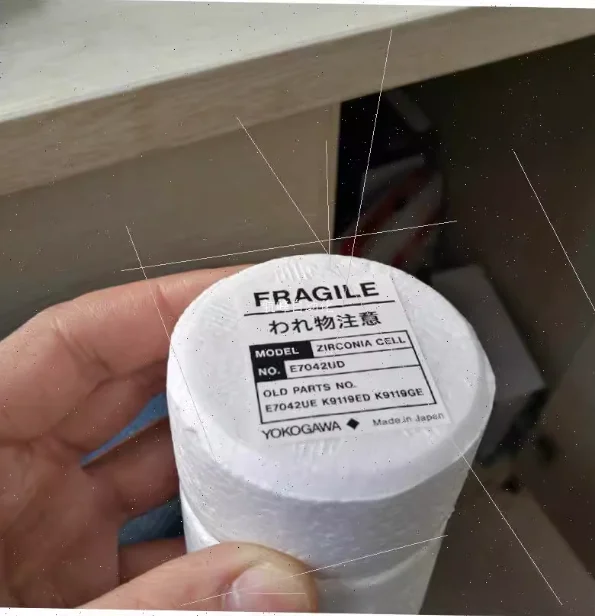 FRAGILE
われ物注意
MODEL ZIRCONIA CELL
NO. E7042UD
OLD PARTS NO.
E7042UE K9119ED K9119GE
YOKOGAWA ◆ Made in Japan